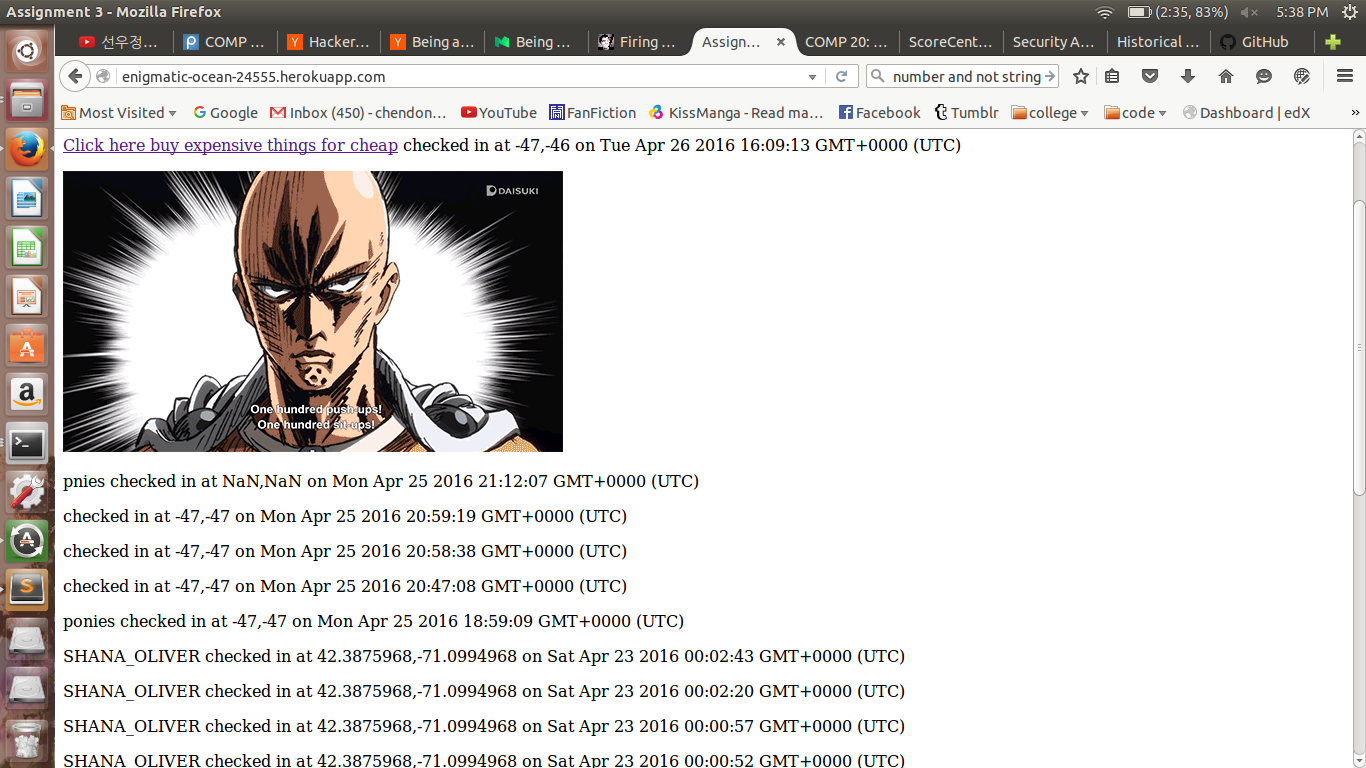 Assignment 3 - Mozilla Firefox (2:35, 83%) 5:38 PM
선우정... COMP ... Hacker... Being a... Being ... Firing ... Assign... COMP 20: ... ScoreCent... Security A... Historical ... GitHub
enigmatic-ocean-24555.herokuapp.com number and not string
Most Visited Google Inbox (450) - chendon... YouTube FanFiction KissManga - Read ma... Facebook Tumblr college code Dashboard | edX
Click here buy expensive things for cheap checked in at -47,-46 on Tue Apr 26 2016 16:09:13 GMT+0000 (UTC)
DAISUKI
One hundred push-ups!
One hundred sit-ups!
pnies checked in at NaN,NaN on Mon Apr 25 2016 21:12:07 GMT+0000 (UTC)
checked in at -47,-47 on Mon Apr 25 2016 20:59:19 GMT+0000 (UTC)
checked in at -47,-47 on Mon Apr 25 2016 20:58:38 GMT+0000 (UTC)
checked in at -47,-47 on Mon Apr 25 2016 20:47:08 GMT+0000 (UTC)
ponies checked in at -47,-47 on Mon Apr 25 2016 18:59:09 GMT+0000 (UTC)
SHANA_OLIVER checked in at 42.3875968,-71.0994968 on Sat Apr 23 2016 00:02:43 GMT+0000 (UTC)
SHANA_OLIVER checked in at 42.3875968,-71.0994968 on Sat Apr 23 2016 00:02:20 GMT+0000 (UTC)
SHANA_OLIVER checked in at 42.3875968,-71.0994968 on Sat Apr 23 2016 00:00:57 GMT+0000 (UTC)
SHANA_OLIVER checked in at 42.3875968,-71.0994968 on Sat Apr 23 2016 00:00:52 GMT+0000 (UTC)